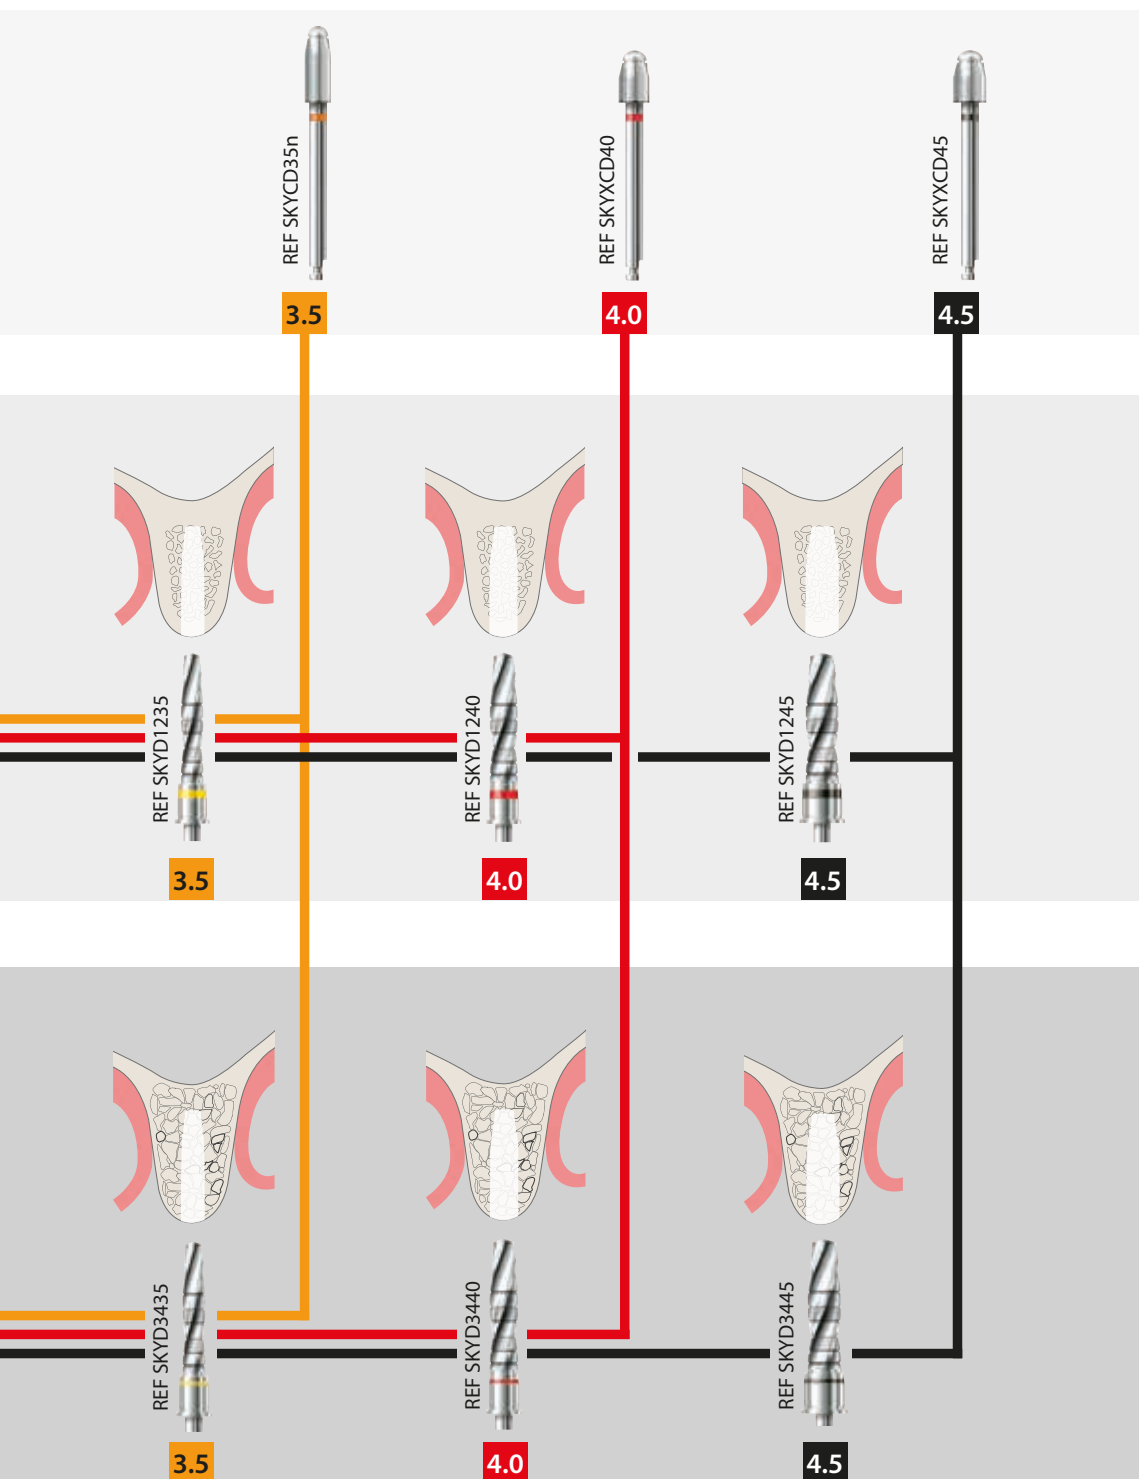 REF SKYCD35n
REF SKYXCD40
REF SKYXCD45
3.5
4.0
4.5
REF SKYD1235
REF SKYD1240
REF SKYD1245
3.5
4.0
4.5
REF SKYD3435
REF SKYD3440
REF SKYD3445
3.5
4.0
4.5